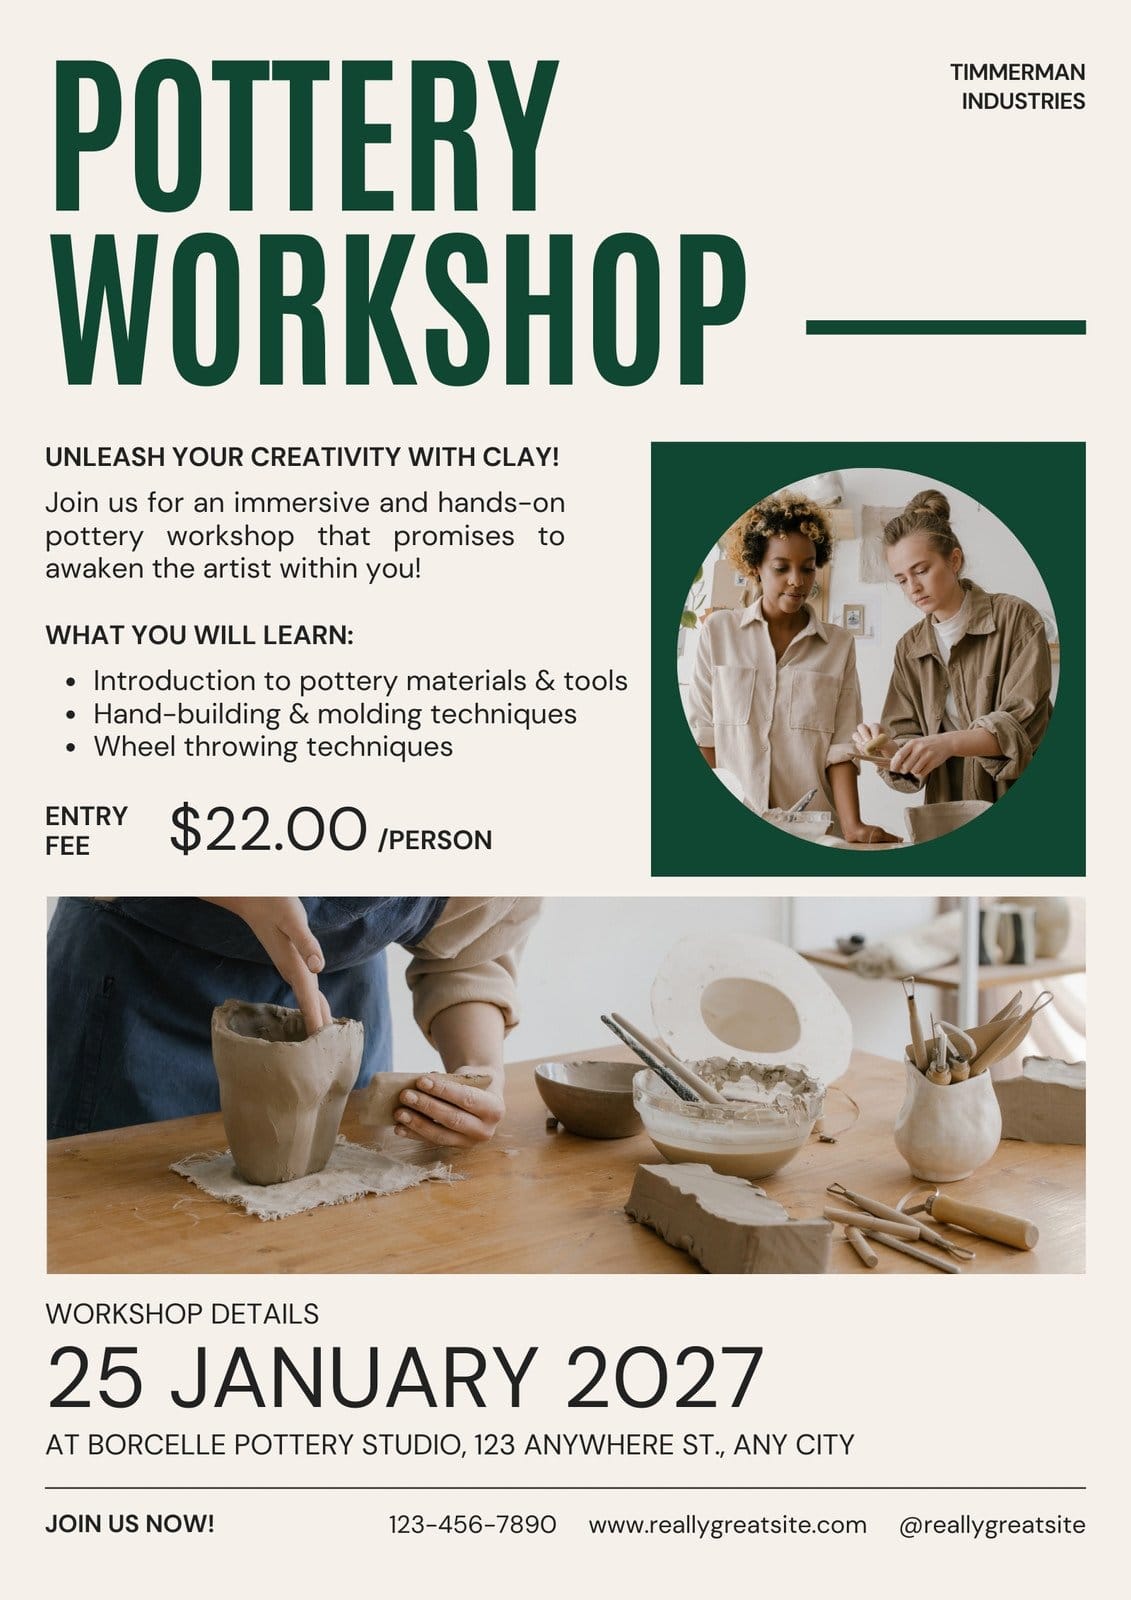 POTTERY
WORKSHOP
TIMMERMAN
INDUSTRIES
UNLEASH YOUR CREATIVITY WITH CLAY!
Join us for an immersive and hands-on
pottery workshop that promises to
awaken the artist within you!
WHAT YOU WILL LEARN:
• Introduction to pottery materials & tools
• Hand-building & molding techniques
• Wheel throwing techniques
ENTRY
FEE
$22.00 /PERSON
WORKSHOP DETAILS
25 JANUARY 2027
AT BORCELLE POTTERY STUDIO, 123 ANYWHERE ST., ANY CITY
JOIN US NOW! 123-456-7890 www.reallygreatsite.com @reallygreatsite